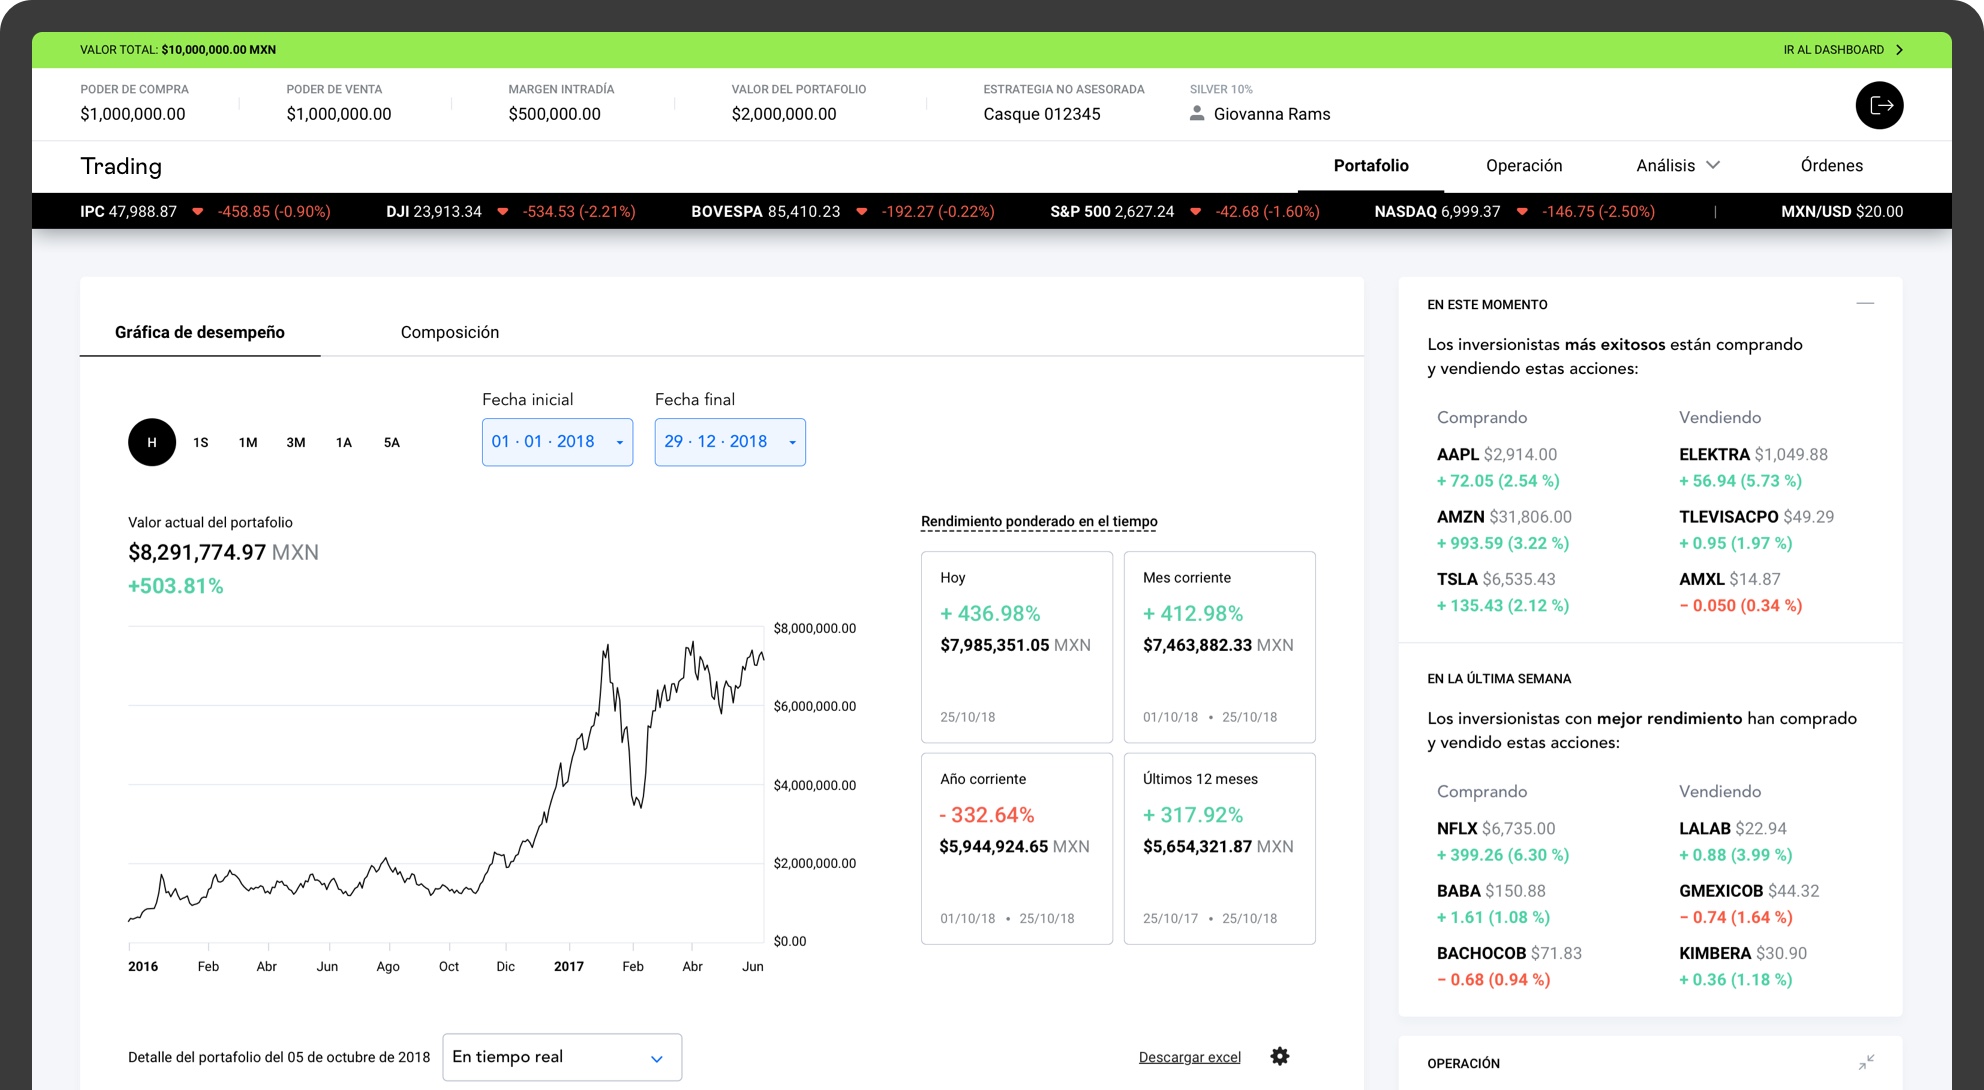 VALOR TOTAL: $10,000,000.00 MXN
IR AL DASHBOARD
PODER DE COMPRA
$1,000,000.00
PODER DE VENTA
$1,000,000.00
MARGEN INTRADÍA
$500,000.00
VALOR DEL PORTAFOLIO
$2,000,000.00
ESTRATEGIA NO ASESORADA
Casque 012345
SILVER 10%
Giovanna Rams
Trading
Portafolio
Operación
Análisis
Órdenes
IPC 47,988.87 -458.85 (-0.90%)
DJI 23,913.34 -534.53 (-2.21%)
BOVESPA 85,410.23 -192.27 (-0.22%)
S&P 500 2,627.24 -42.68 (-1.60%)
NASDAQ 6,999.37 -146.75 (-2.50%)
|
MXN/USD $20.00
Gráfica de desempeño
Composición
H
1S
1M
3M
1A
5A
Fecha inicial
01 · 01 · 2018
Fecha final
29 · 12 · 2018
Valor actual del portafolio
$8,291,774.97 MXN
+503.81%
$8,000,000.00
$6,000,000.00
$4,000,000.00
$2,000,000.00
$0.00
2016
Feb
Abr
Jun
Ago
Oct
Dic
2017
Feb
Abr
Jun
Rendimiento ponderado en el tiempo
Hoy
+ 436.98%
$7,985,351.05 MXN
25/10/18
Mes corriente
+ 412.98%
$7,463,882.33 MXN
01/10/18 • 25/10/18
Año corriente
- 332.64%
$5,944,924.65 MXN
01/10/18 • 25/10/18
Últimos 12 meses
+ 317.92%
$5,654,321.87 MXN
25/10/17 • 25/10/18
Detalle del portafolio del 05 de octubre de 2018
En tiempo real
Descargar excel
EN ESTE MOMENTO
Los inversionistas más exitosos están comprando
y vendiendo estas acciones:
Comprando
AAPL $2,914.00
+ 72.05 (2.54 %)
AMZN $31,806.00
+ 993.59 (3.22 %)
TSLA $6,535.43
+ 135.43 (2.12 %)
Vendiendo
ELEKTRA $1,049.88
+ 56.94 (5.73 %)
TLEVISACPO $49.29
+ 0.95 (1.97 %)
AMXL $14.87
− 0.050 (0.34 %)
EN LA ÚLTIMA SEMANA
Los inversionistas con mejor rendimiento han comprado
y vendido estas acciones:
Comprando
NFLX $6,735.00
+ 399.26 (6.30 %)
BABA $150.88
+ 1.61 (1.08 %)
BACHOCOB $71.83
− 0.68 (0.94 %)
Vendiendo
LALAB $22.94
+ 0.88 (3.99 %)
GMEXICOB $44.32
− 0.74 (1.64 %)
KIMBERA $30.90
+ 0.36 (1.18 %)
OPERACIÓN